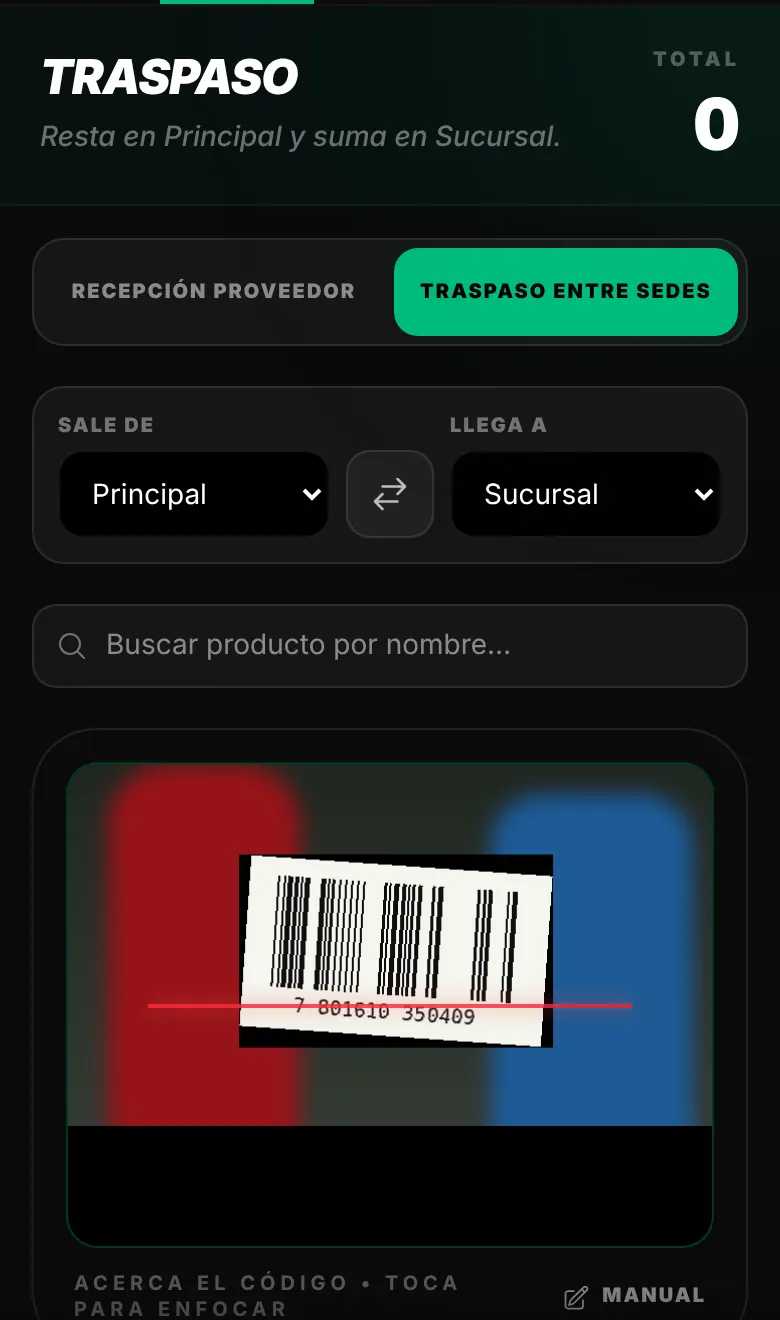 TRASPASO
Resta en Principal y suma en Sucursal.
TOTAL
0
RECEPCIÓN PROVEEDOR
TRASPASO ENTRE SEDES
SALE DE
LLEGA A
Principal
Sucursal
Buscar producto por nombre...
7 801610 350409
ACERCA EL CÓDIGO • TOCA
PARA ENFOCAR
MANUAL